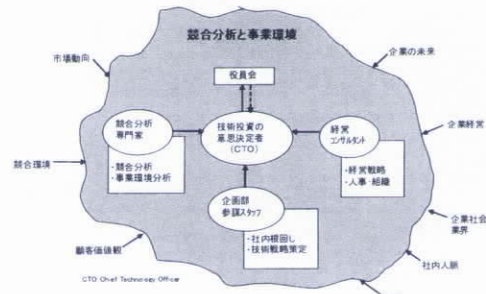 競合分析と事業環境
市場動向
企業の未来
役員会
競合分析
専門家
技術投資の
意思決定者
(CTO)
経営
コンサルタント
企業経営
・競合分析
・事業環境分析
・経営戦略
・人事・組織
競合環境
企画部
参謀スタッフ
企業社会
業界
・社内根回し
・技術戦略策定
顧客価値観
社内人脈
CTO Chief Technology Officer